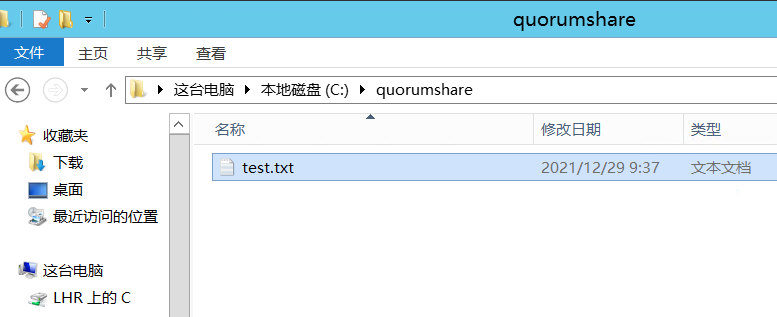 quorumshare
文件 主页 共享 查看
这台电脑 本地磁盘 (C:) quorumshare
名称 修改日期 类型
收藏夹
下载
桌面
最近访问的位置
这台电脑
LHR 上的 C
test.txt 2021/12/29 9:37 文本文档